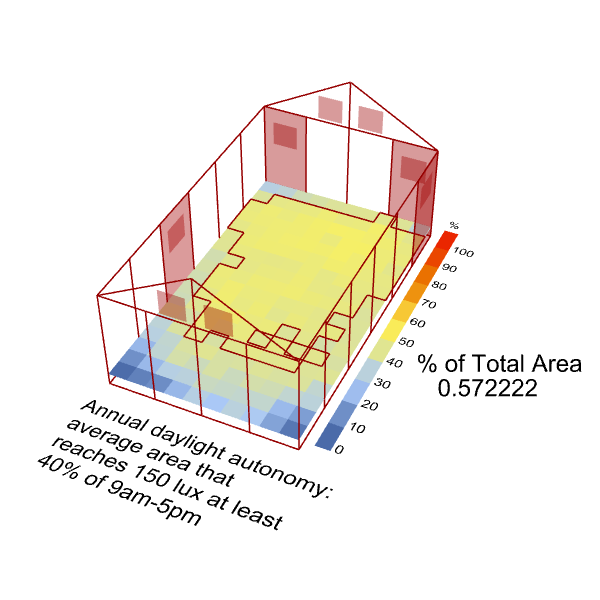 %
100
90
80
70
60
50
40
30
20
10
0
% of Total Area
0.572222
Annual daylight autonomy:
average area that
reaches 150 lux at least
40% of 9am-5pm